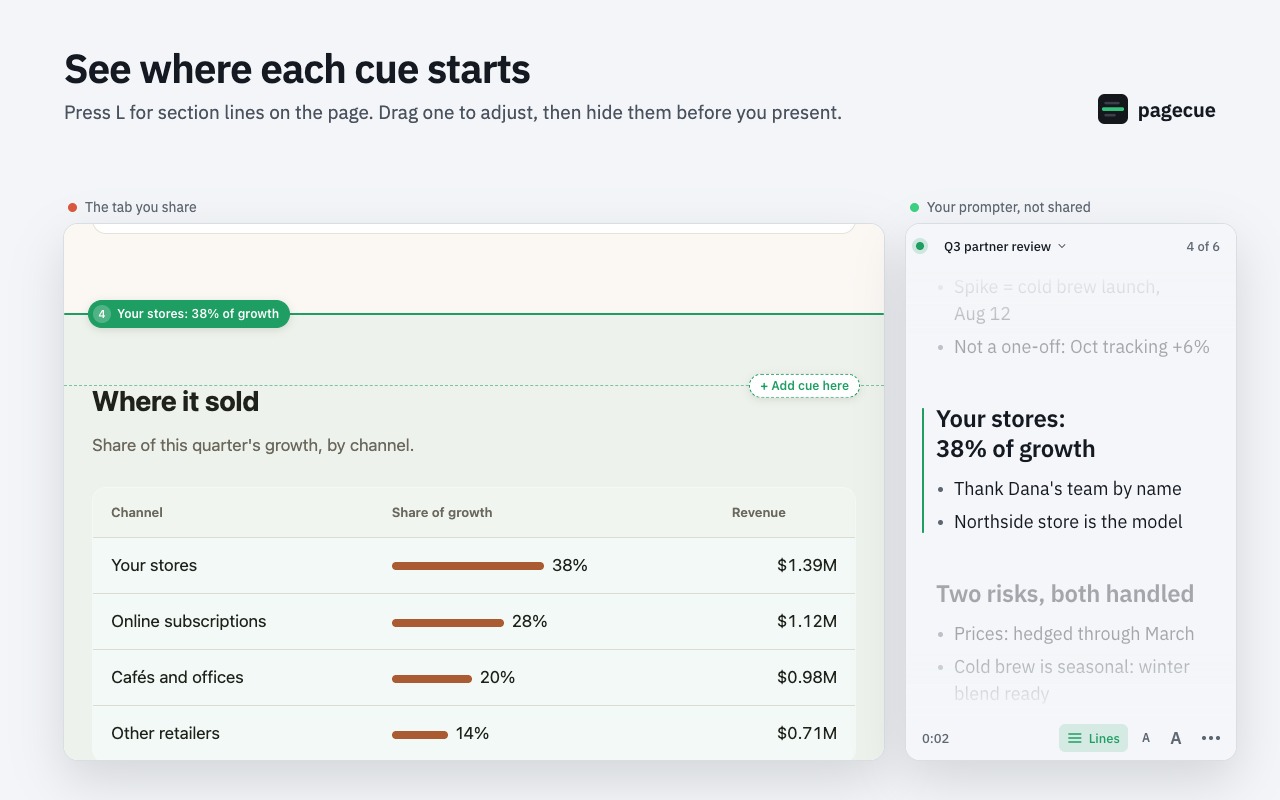 See where each cue starts
Press L for section lines on the page. Drag one to adjust, then hide them before you present.
pagecue
The tab you share
4 Your stores: 38% of growth
+ Add cue here
Where it sold
Share of this quarter's growth, by channel.
Channel Share of growth Revenue
Your stores 38% $1.39M
Online subscriptions 28% $1.12M
Cafés and offices 20% $0.98M
Other retailers 14% $0.71M
Your prompter, not shared
Q3 partner review 4 of 6
• Spike = cold brew launch,
Aug 12
• Not a one-off: Oct tracking +6%
Your stores:
38% of growth
• Thank Dana's team by name
• Northside store is the model
Two risks, both handled
• Prices: hedged through March
• Cold brew is seasonal: winter
blend ready
0:02 Lines A A